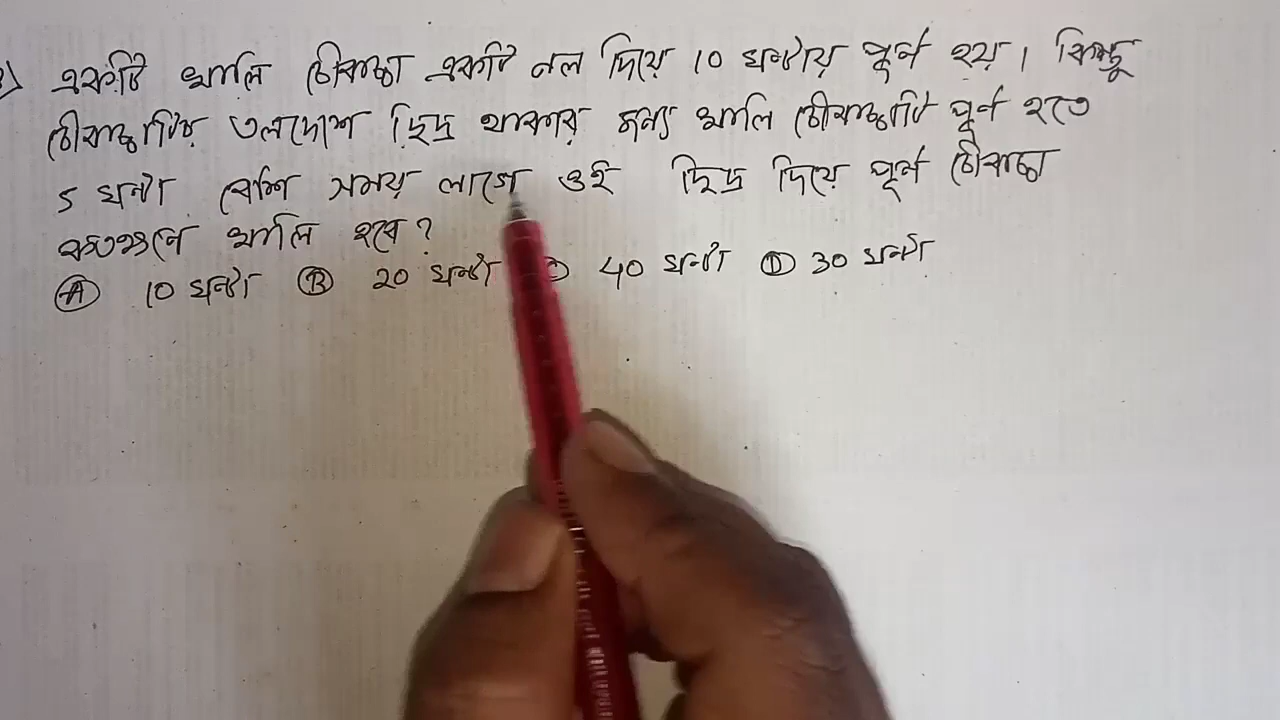 একটি খালি চৌবাচ্চা একটি নল দিয়ে 10 ঘন্টায় পূর্ন হয়। কিন্তু
চৌবাচ্চাটির তলদেশে ছিদ্র থাকার জন্য খালি চৌবাচ্চাটি পূর্ন হতে
5 ঘন্টা বেশি সময় লাগে ওই ছিদ্র দিয়ে পূর্ন চৌবাচ্চা
কতক্ষনে খালি হবে?
Ⓐ 10 ঘন্টা Ⓑ 20 ঘন্টা 40 ঘন্টা Ⓓ 30 ঘন্টা